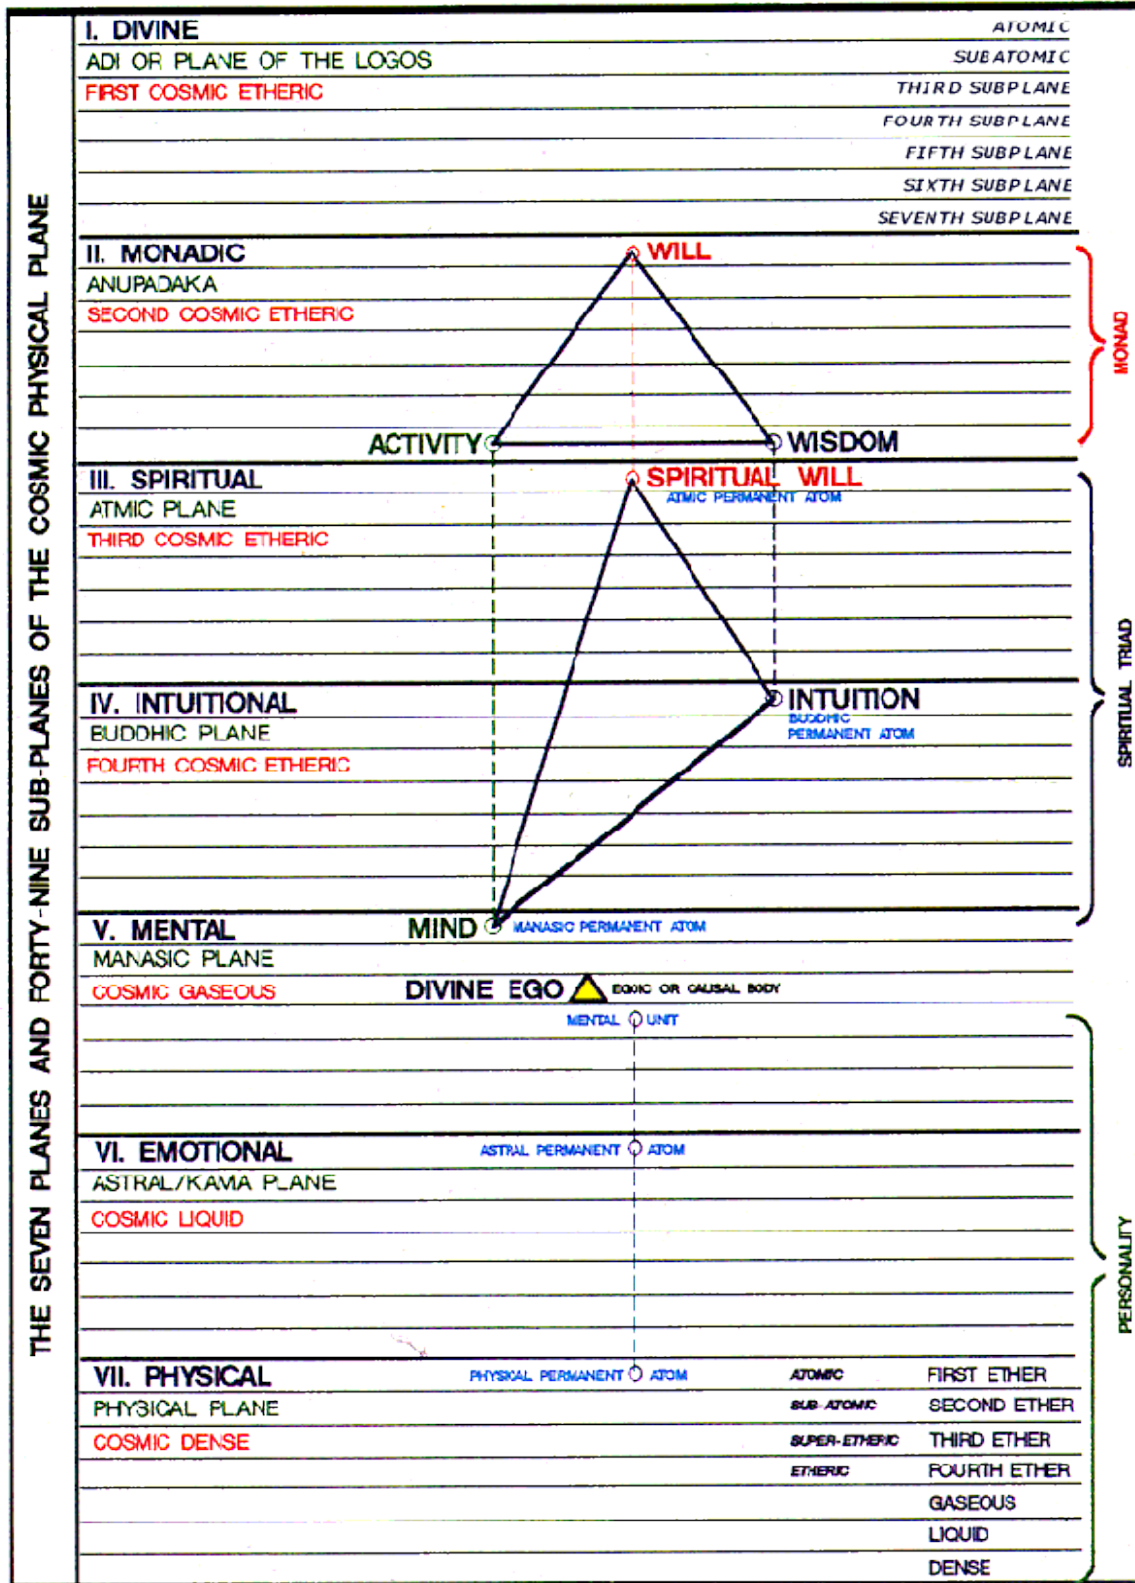 THE SEVEN PLANES AND FORTY-NINE SUB-PLANES OF THE COSMIC PHYSICAL PLANE
I. DIVINE
ATOMIC
ADI OR PLANE OF THE LOGOS
SUBATOMIC
FIRST COSMIC ETHERIC
THIRD SUBPLANE
FOURTH SUBPLANE
FIFTH SUBPLANE
SIXTH SUBPLANE
SEVENTH SUBPLANE
II. MONADIC
WILL
ANUPADAKA
SECOND COSMIC ETHERIC
MONAD
ACTIVITY
WISDOM
III. SPIRITUAL
SPIRITUAL WILL
ATMIC PERMANENT ATOM
ATMIC PLANE
THIRD COSMIC ETHERIC
SPIRITUAL TRIAD
IV. INTUITIONAL
INTUITION
BUDDHIC
PERMANENT ATOM
BUDDHIC PLANE
FOURTH COSMIC ETHERIC
V. MENTAL
MIND
MANASIC PERMANENT ATOM
MANASIC PLANE
COSMIC GASEOUS
DIVINE EGO
EGOIC OR CAUSAL BODY
MENTAL UNIT
VI. EMOTIONAL
ASTRAL PERMANENT ATOM
ASTRAL/KAMA PLANE
COSMIC LIQUID
PERSONALITY
VII. PHYSICAL
PHYSICAL PERMANENT ATOM
ATOMIC
FIRST ETHER
PHYSICAL PLANE
SUB-ATOMIC
SECOND ETHER
COSMIC DENSE
SUPER-ETHERIC
THIRD ETHER
ETHERIC
FOURTH ETHER
GASEOUS
LIQUID
DENSE